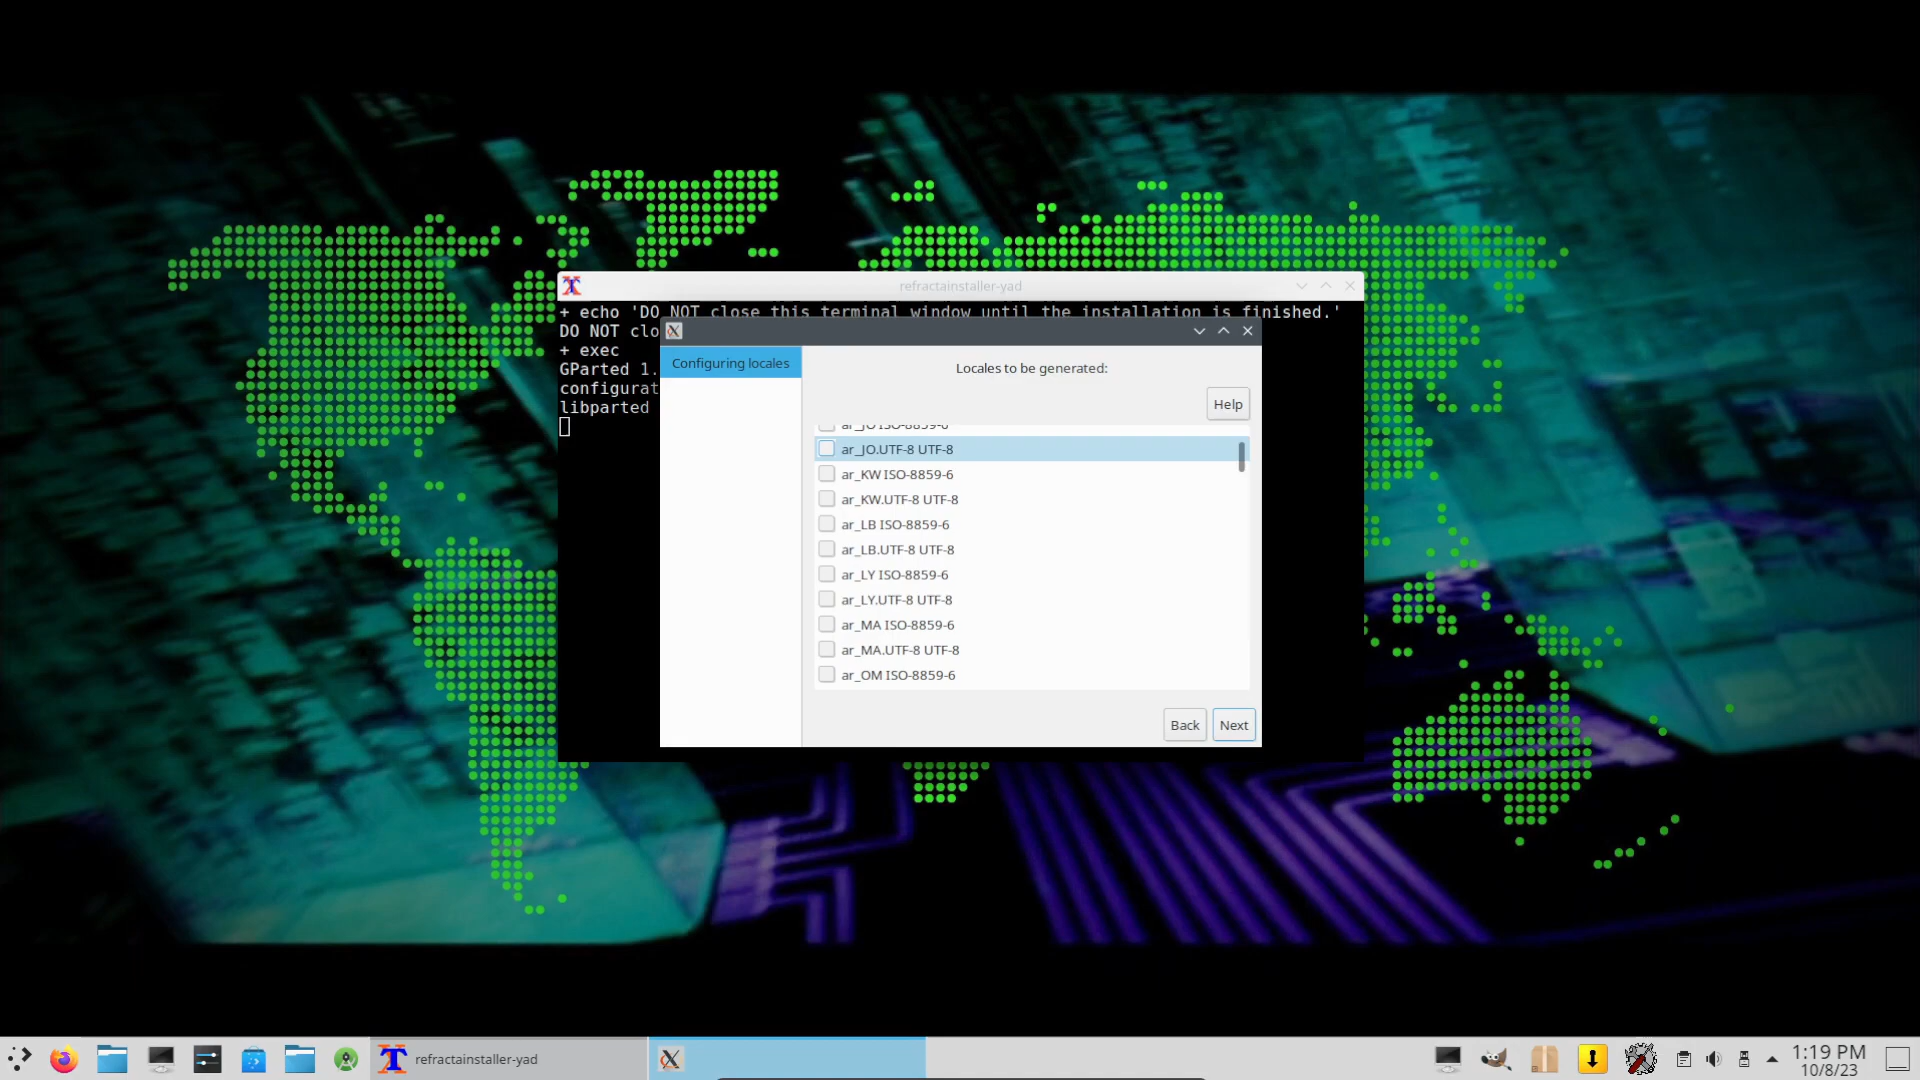 refractainstaller-yad
+ echo 'DO NOT close this terminal window until the installation is finished.'
DO NOT clo
+ exec
GParted 1.
configurat
libparted
Configuring locales
Locales to be generated:
Help
ar_JO ISO-8859-6
ar_JO.UTF-8 UTF-8
ar_KW ISO-8859-6
ar_KW.UTF-8 UTF-8
ar_LB ISO-8859-6
ar_LB.UTF-8 UTF-8
ar_LY ISO-8859-6
ar_LY.UTF-8 UTF-8
ar_MA ISO-8859-6
ar_MA.UTF-8 UTF-8
ar_OM ISO-8859-6
Back Next
refractainstaller-yad
1:19 PM
10/8/23